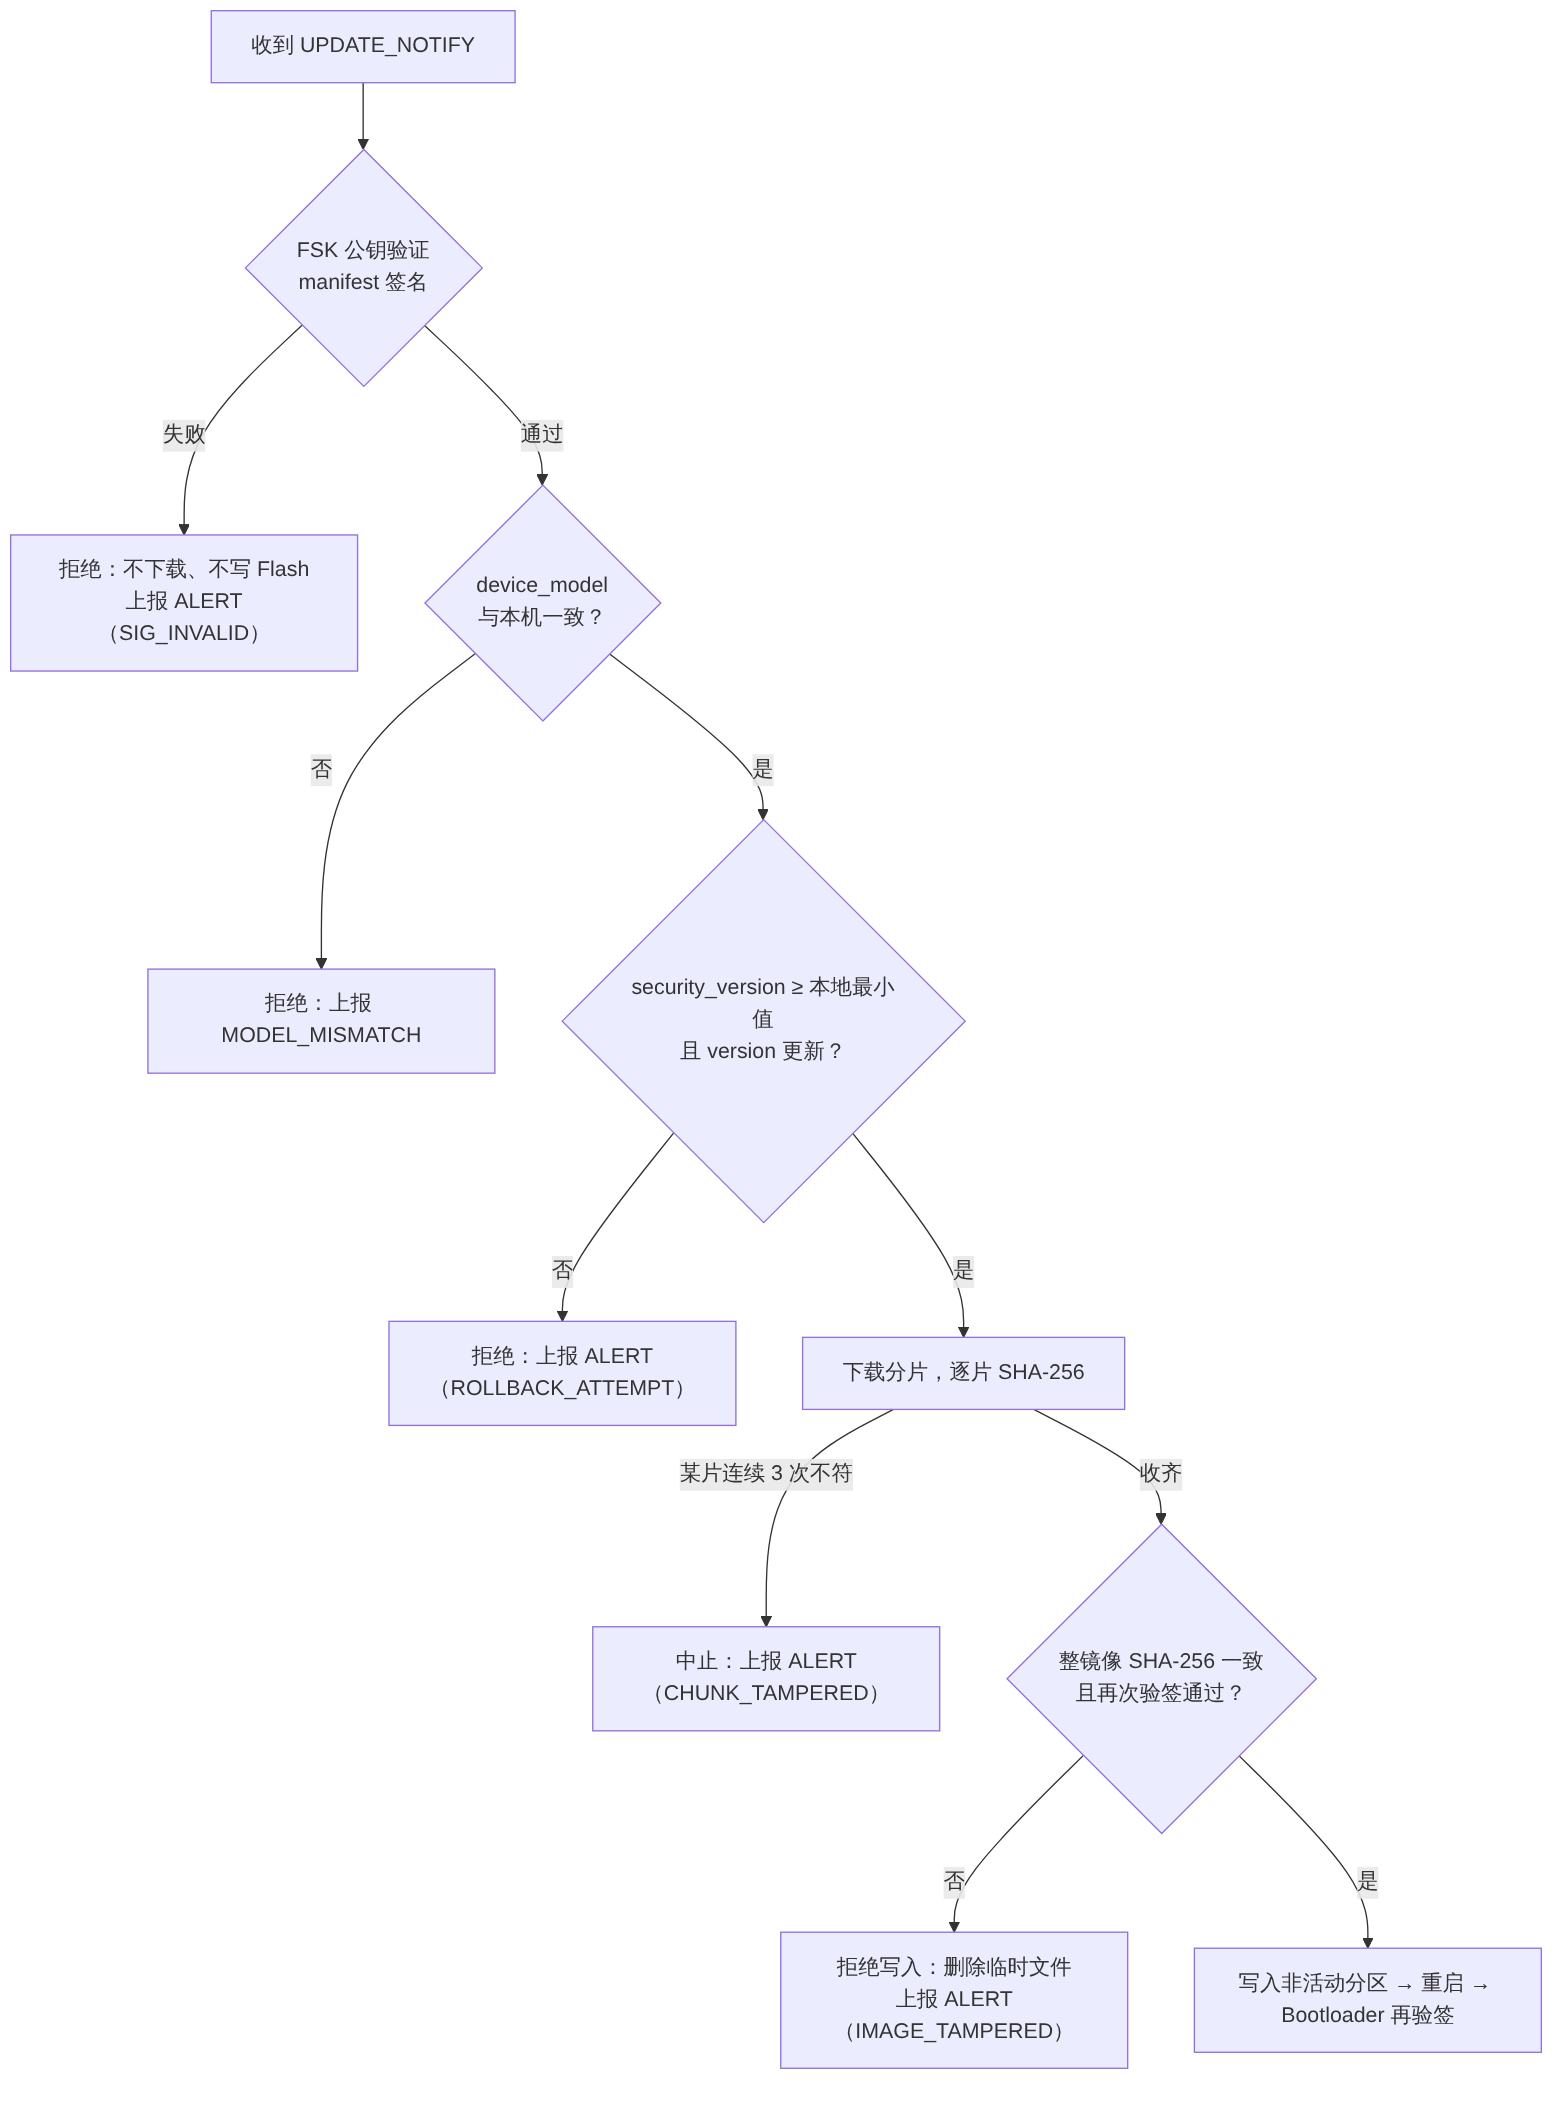 收到 UPDATE_NOTIFY
FSK 公钥验证
manifest 签名
失败
通过
拒绝：不下载、不写 Flash
上报 ALERT
（SIG_INVALID）
device_model
与本机一致？
否
是
拒绝：上报
MODEL_MISMATCH
security_version ≥ 本地最小
值
且 version 更新？
否
是
拒绝：上报 ALERT
（ROLLBACK_ATTEMPT）
下载分片，逐片 SHA-256
某片连续 3 次不符
收齐
中止：上报 ALERT
（CHUNK_TAMPERED）
整镜像 SHA-256 一致
且再次验签通过？
否
是
拒绝写入：删除临时文件
上报 ALERT
（IMAGE_TAMPERED）
写入非活动分区 → 重启 →
Bootloader 再验签